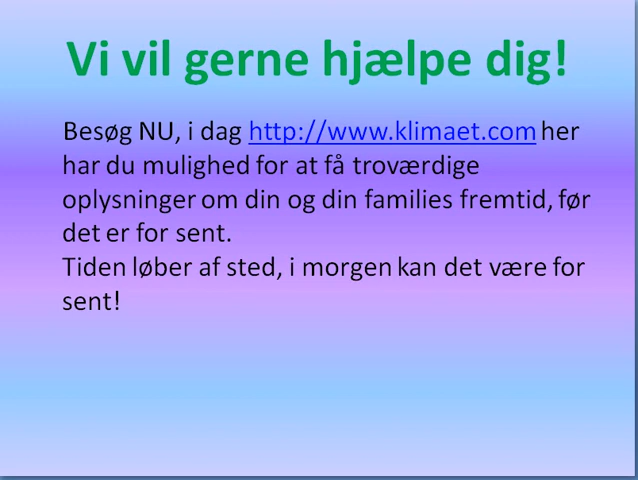 Vi vil gerne hjælpe dig!
Besøg NU, i dag http://www.klimaet.com her
har du mulighed for at få troværdige
oplysninger om din og din families fremtid, før
det er for sent.
Tiden løber af sted, i morgen kan det være for
sent!